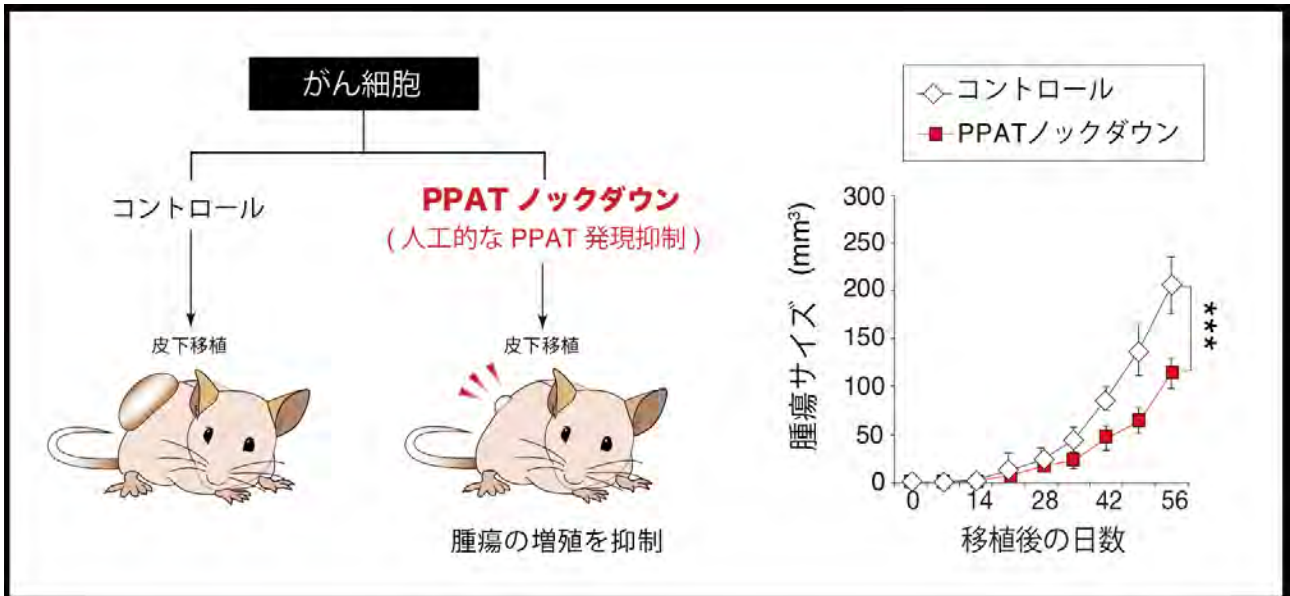 がん細胞
コントロール
PPAT ノックダウン
( 人工的な PPAT 発現抑制 )
皮下移植
皮下移植
腫瘍の増殖を抑制
コントロール
PPATノックダウン
腫瘍サイズ (mm³)
300
250
200
150
100
50
0
0 14 28 42 56
移植後の日数
***